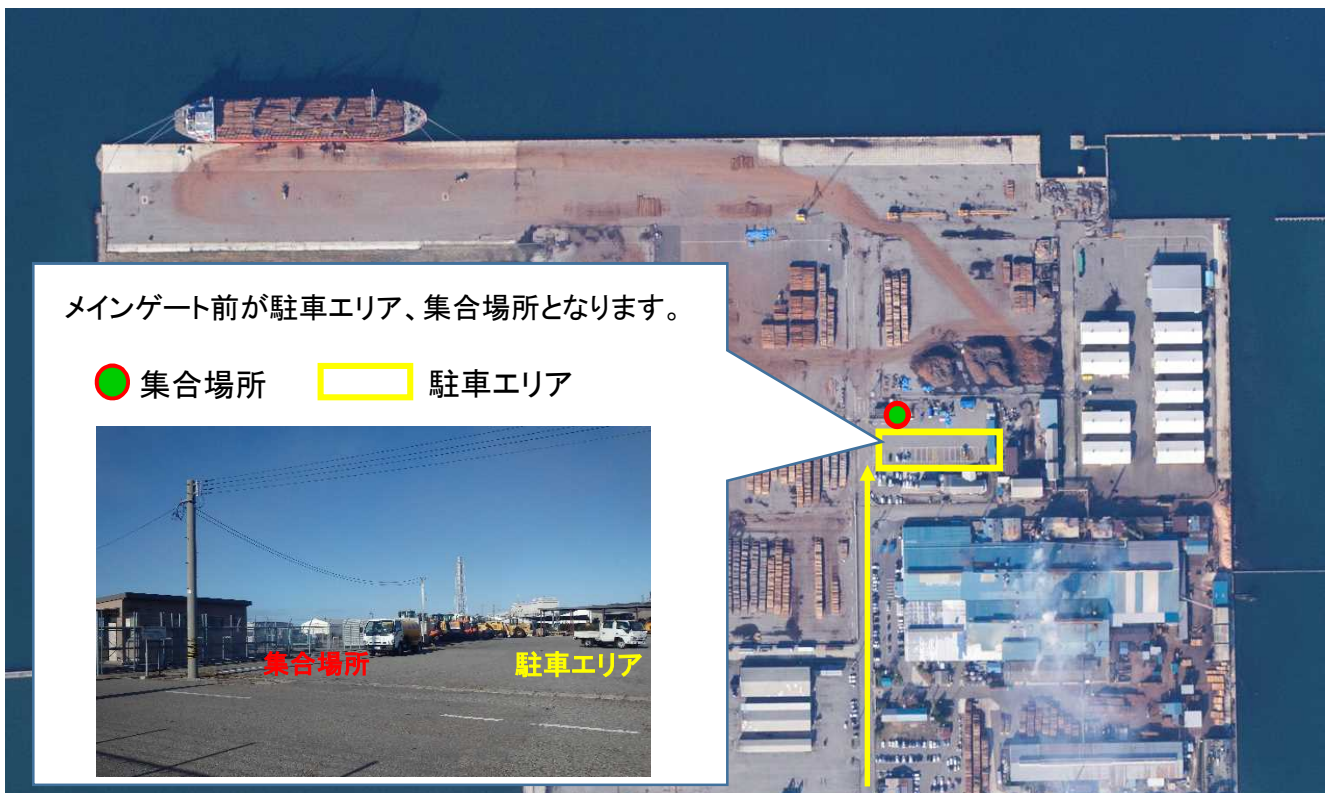 メインゲート前が駐車エリア、集合場所となります。
集合場所
駐車エリア
集合場所
駐車エリア